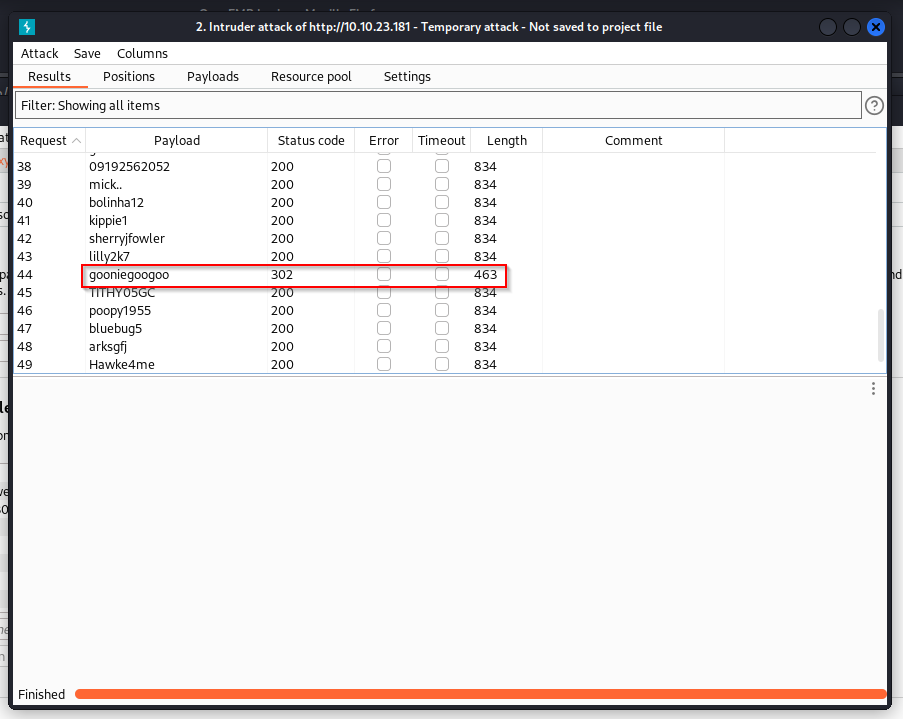 2. Intruder attack of http://10.10.23.181 - Temporary attack - Not saved to project file
Attack Save Columns
Results Positions Payloads Resource pool Settings
Filter: Showing all items
?
Request Payload Status code Error Timeout Length Comment
38 09192562052 200 834
39 mick.. 200 834
40 bolinha12 200 834
41 kippie1 200 834
42 sherryjfowler 200 834
43 lilly2k7 200 834
44 gooniegoogoo 302 463
45 TITHY05GC 200 834
46 poopy1955 200 834
47 bluebug5 200 834
48 arksgfj 200 834
49 Hawke4me 200 834
Finished